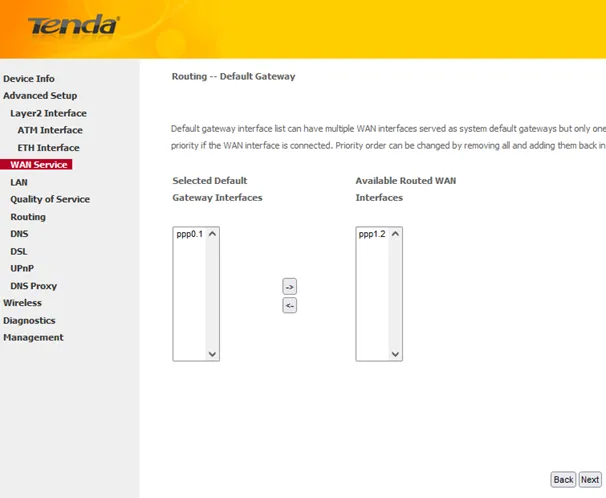 Tenda
Device Info
Advanced Setup
Layer2 Interface
ATM Interface
ETH Interface
WAN Service
LAN
Quality of Service
Routing
DNS
DSL
UPnP
DNS Proxy
Wireless
Diagnostics
Management
Routing -- Default Gateway
Default gateway interface list can have multiple WAN interfaces served as system default gateways but only one
priority if the WAN interface is connected. Priority order can be changed by removing all and adding them back in
Selected Default
Gateway Interfaces
Available Routed WAN
Interfaces
ppp0.1
->
<-
ppp1.2
Back Next